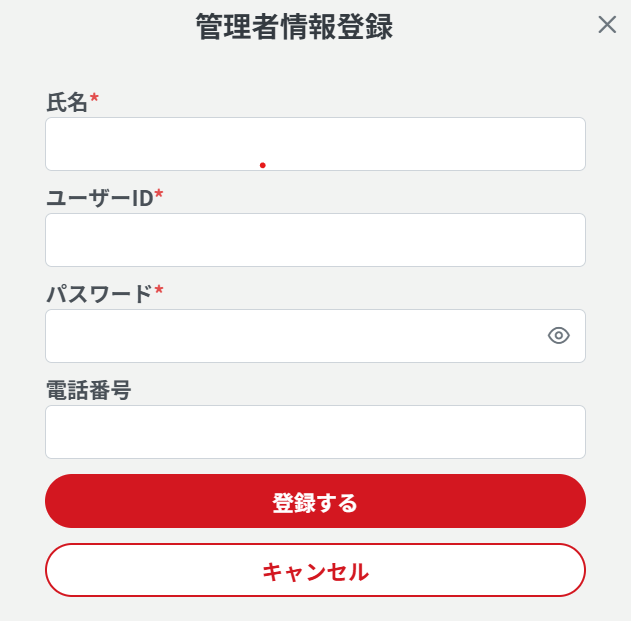 管理者情報登録
氏名*
ユーザーID*
パスワード*
電話番号
登録する
キャンセル